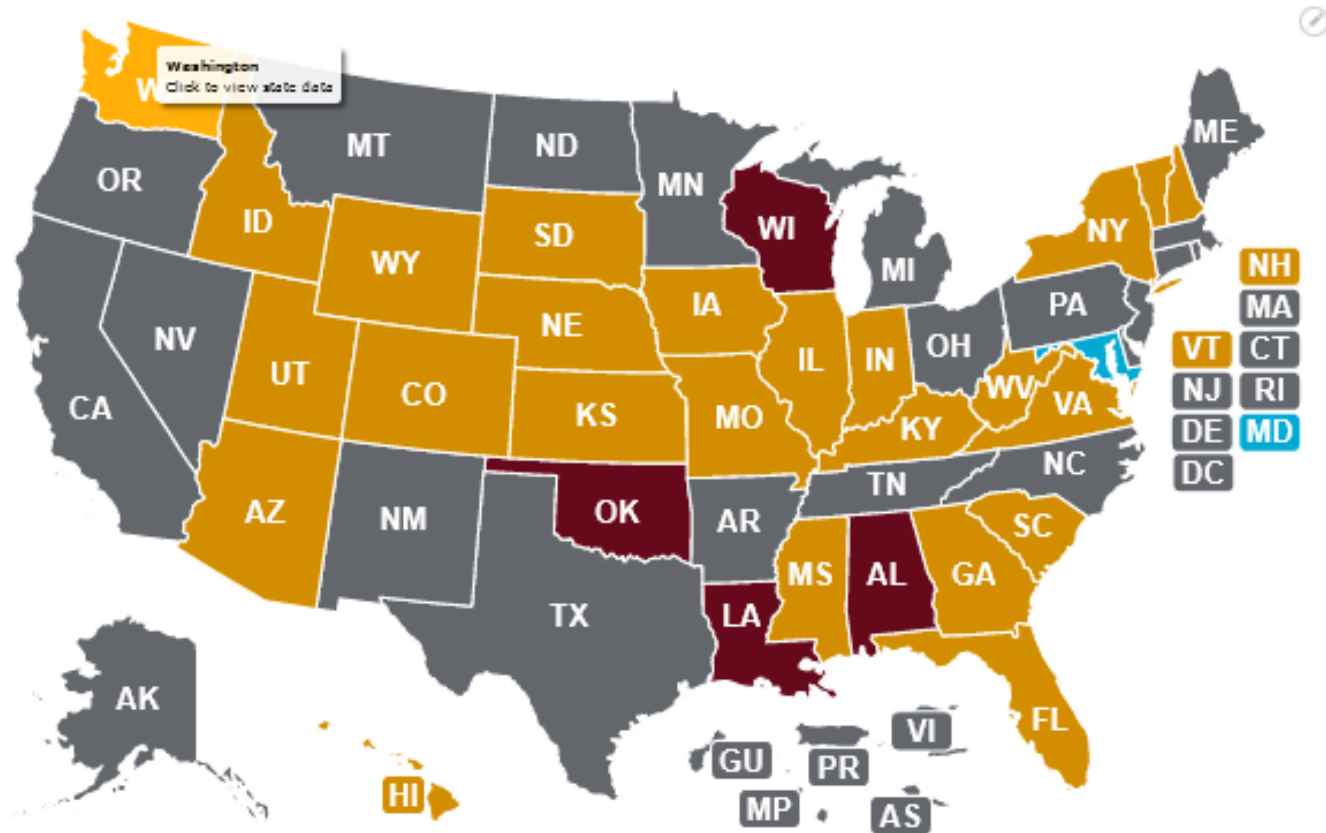 Washington
Click to view state data
W
MT
ND
MN
ME
OR
ID
SD
WI
NY
WY
MI
NH
IA
PA
MA
NV
NE
OH
VT
CT
UT
IL
IN
CO
WV
NJ
RI
CA
KS
MO
VA
KY
DE
MD
NC
DC
TN
AZ
NM
OK
AR
SC
MS
AL
GA
TX
LA
AK
FL
VI
GU
PR
HI
MP
AS